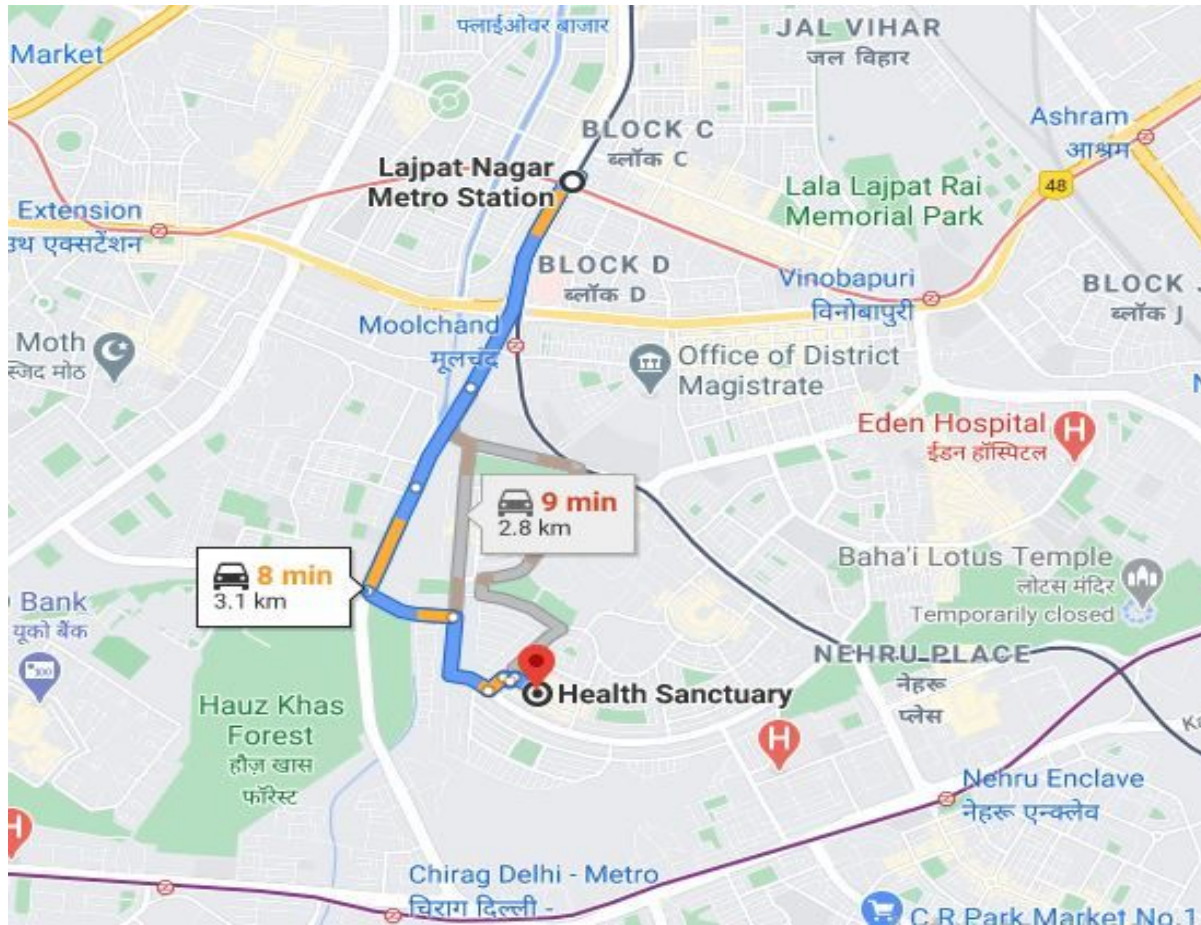 फ्लाईओवर बाजार
JAL VIHAR
जल विहार
Market
Ashram
आश्रम
BLOCK C
ब्लॉक C
Lajpat Nagar
Metro Station
48
Lala Lajpat Rai
Memorial Park
Extension
उथ एक्सटेंशन
BLOCK D
ब्लॉक D
Vinobapuri
विनोबापुरी
BLOCK J
ब्लॉक J
Moolchand
मूलचंद
Moth
स्जिद मोठ
Office of District
Magistrate
N
Eden Hospital
ईडन हॉस्पिटल
H
9 min
2.8 km
8 min
3.1 km
Baha'i Lotus Temple
लोटस मंदिर
Temporarily closed
Bank
यूको बैंक
NEHRU PLACE
नेहरू
प्लेस
Health Sanctuary
Hauz Khas
Forest
हौज़ खास
फॉरेस्ट
H
Nehru Enclave
नेहरू एन्क्लेव
H
Chirag Delhi - Metro
चिराग दिल्ली -
C R Park Market No.1